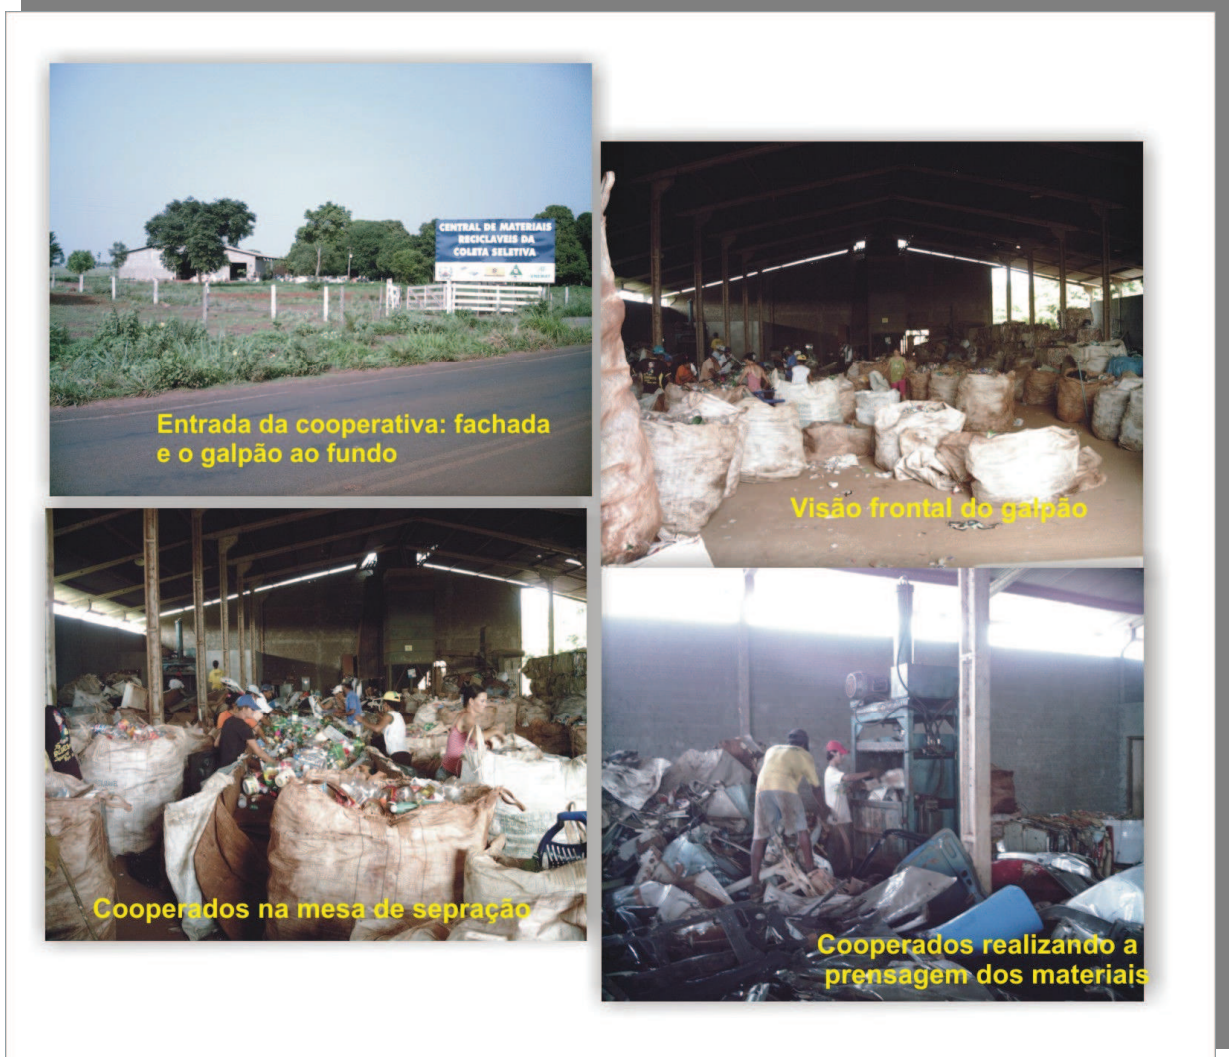 CENTRAL DE MATERIAIS
RECICLAVEIS DA
COLETA SELETIVA
Entrada da cooperativa: fachada
e o galpão ao fundo
Visão frontal do galpão
Cooperados na mesa de sepração
Cooperados realizando a
prensagem dos materiais